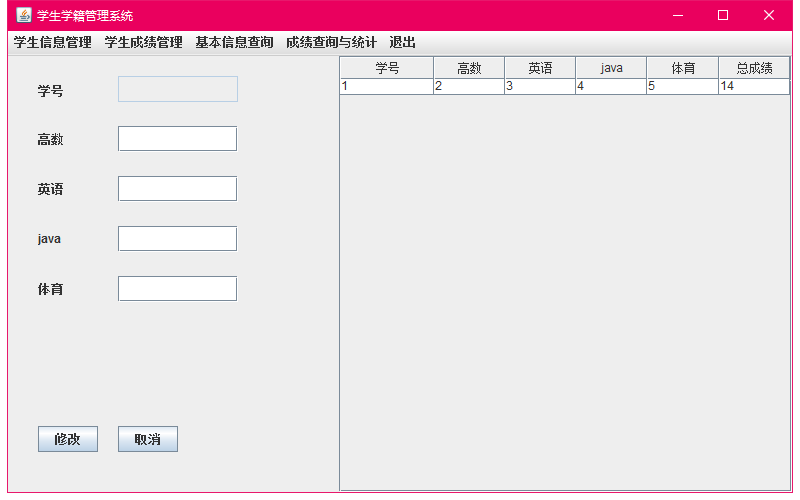 学生学籍管理系统
学生信息管理 学生成绩管理 基本信息查询 成绩查询与统计 退出
学号
高数
英语
java
体育
修改 取消
学号 高数 英语 java 体育 总成绩
1 2 3 4 5 14